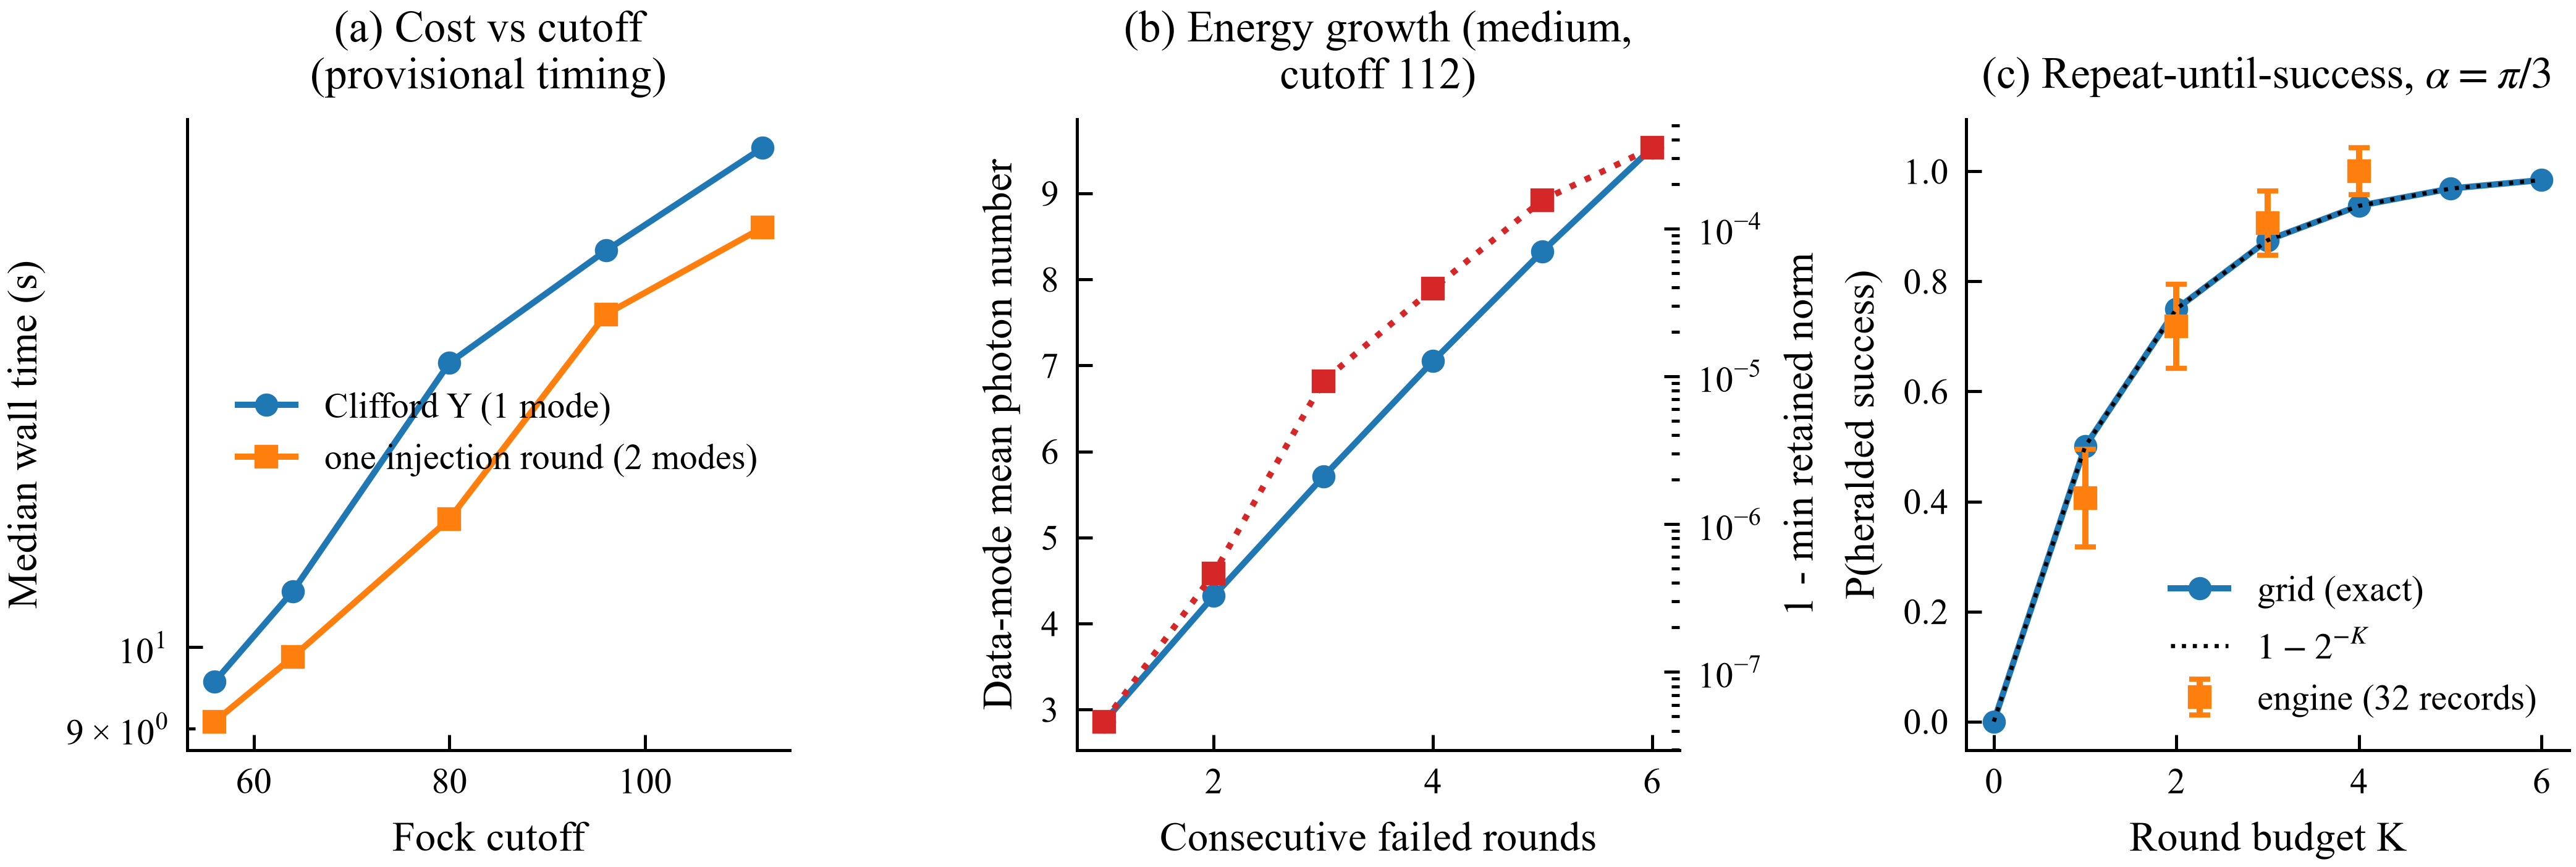 (a) Cost vs cutoff
(provisional timing)
Median wall time (s)
10¹
9 × 10⁰
Clifford Y (1 mode)
one injection round (2 modes)
60
80
100
Fock cutoff
(b) Energy growth (medium,
cutoff 112)
Data-mode mean photon number
9
8
7
6
5
4
3
2
4
6
Consecutive failed rounds
10⁻⁴
10⁻⁵
10⁻⁶
10⁻⁷
1 - min retained norm
(c) Repeat-until-success, α = π/3
P(heralded success)
1.0
0.8
0.6
0.4
0.2
0.0
grid (exact)
1 − 2⁻ᴷ
engine (32 records)
0
2
4
6
Round budget K